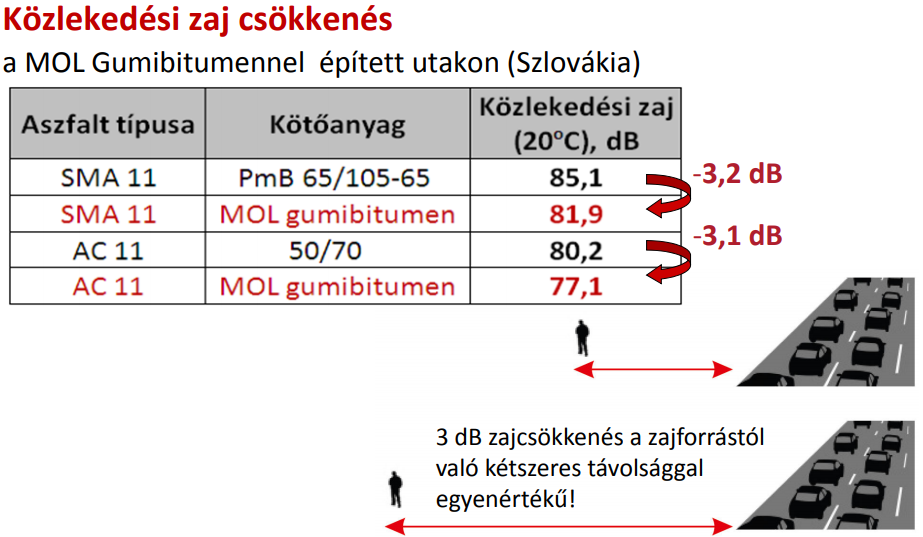 Közlekedési zaj csökkenés
a MOL Gumibitumennel épített utakon (Szlovákia)
Aszfalt típusa Kötőanyag Közlekedési zaj
(20°C), dB
SMA 11 PmB 65/105-65 85,1
-3,2 dB
SMA 11 MOL gumibitumen 81,9
AC 11 50/70 80,2
-3,1 dB
AC 11 MOL gumibitumen 77,1
3 dB zajcsökkenés a zajforrástól
való kétszeres távolsággal
egyenértékű!